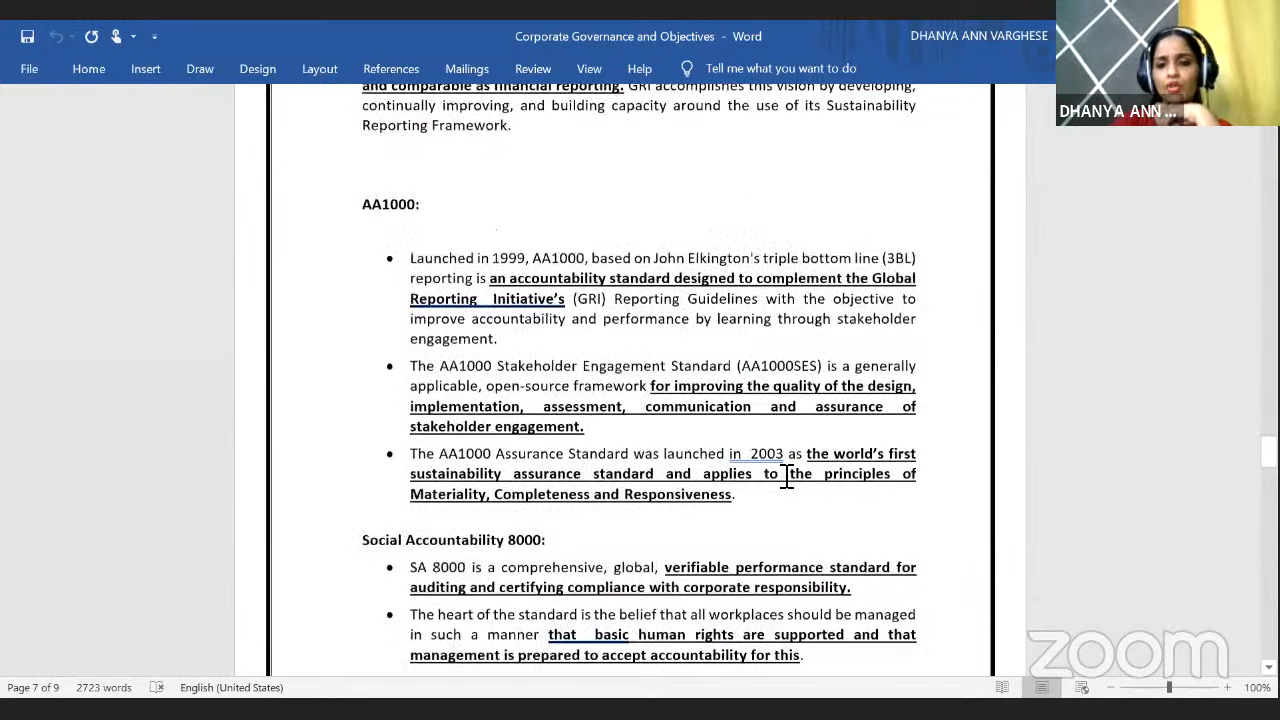 Corporate Governance and Objectives - Word
DHANYA ANN VARGHESE
File Home Insert Draw Design Layout References Mailings Review View Help Tell me what you want to do
DHANYA ANN ...
and comparable as financial reporting. GRI accomplishes this vision by developing,
continually improving, and building capacity around the use of its Sustainability
Reporting Framework.
AA1000:
• Launched in 1999, AA1000, based on John Elkington's triple bottom line (3BL)
reporting is an accountability standard designed to complement the Global
Reporting Initiative's (GRI) Reporting Guidelines with the objective to
improve accountability and performance by learning through stakeholder
engagement.
• The AA1000 Stakeholder Engagement Standard (AA1000SES) is a generally
applicable, open-source framework for improving the quality of the design,
implementation, assessment, communication and assurance of
stakeholder engagement.
• The AA1000 Assurance Standard was launched in 2003 as the world's first
sustainability assurance standard and applies to the principles of
Materiality, Completeness and Responsiveness.
Social Accountability 8000:
• SA 8000 is a comprehensive, global, verifiable performance standard for
auditing and certifying compliance with corporate responsibility.
• The heart of the standard is the belief that all workplaces should be managed
in such a manner that basic human rights are supported and that
management is prepared to accept accountability for this.
zoom
Page 7 of 9 2723 words English (United States) 100%